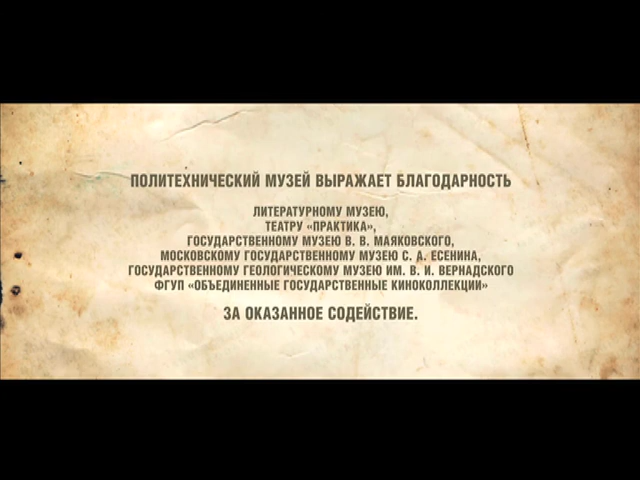 ПОЛИТЕХНИЧЕСКИЙ МУЗЕЙ ВЫРАЖАЕТ БЛАГОДАРНОСТЬ
ЛИТЕРАТУРНОМУ МУЗЕЮ,
ТЕАТРУ «ПРАКТИКА»,
ГОСУДАРСТВЕННОМУ МУЗЕЮ В. В. МАЯКОВСКОГО,
МОСКОВСКОМУ ГОСУДАРСТВЕННОМУ МУЗЕЮ С. А. ЕСЕНИНА,
ГОСУДАРСТВЕННОМУ ГЕОЛОГИЧЕСКОМУ МУЗЕЮ ИМ. В. И. ВЕРНАДСКОГО
ФГУП «ОБЪЕДИНЕННЫЕ ГОСУДАРСТВЕННЫЕ КИНОКОЛЛЕКЦИИ»
ЗА ОКАЗАННОЕ СОДЕЙСТВИЕ.